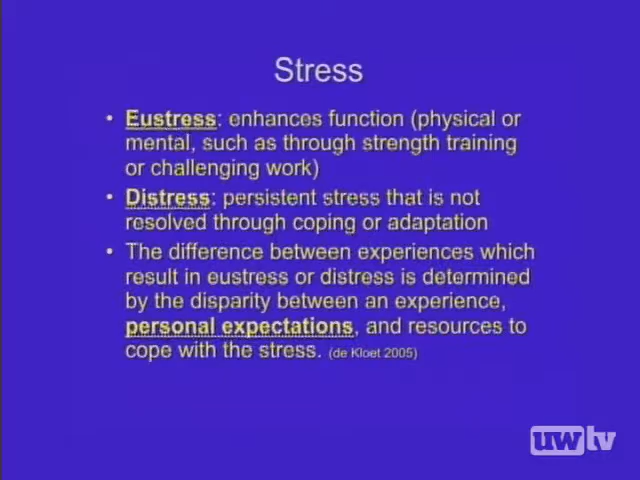 Stress
• Eustress: enhances function (physical or
mental, such as through strength training
or challenging work)
• Distress: persistent stress that is not
resolved through coping or adaptation
• The difference between experiences which
result in eustress or distress is determined
by the disparity between an experience,
personal expectations, and resources to
cope with the stress. (de Kloet 2005)
uwtv